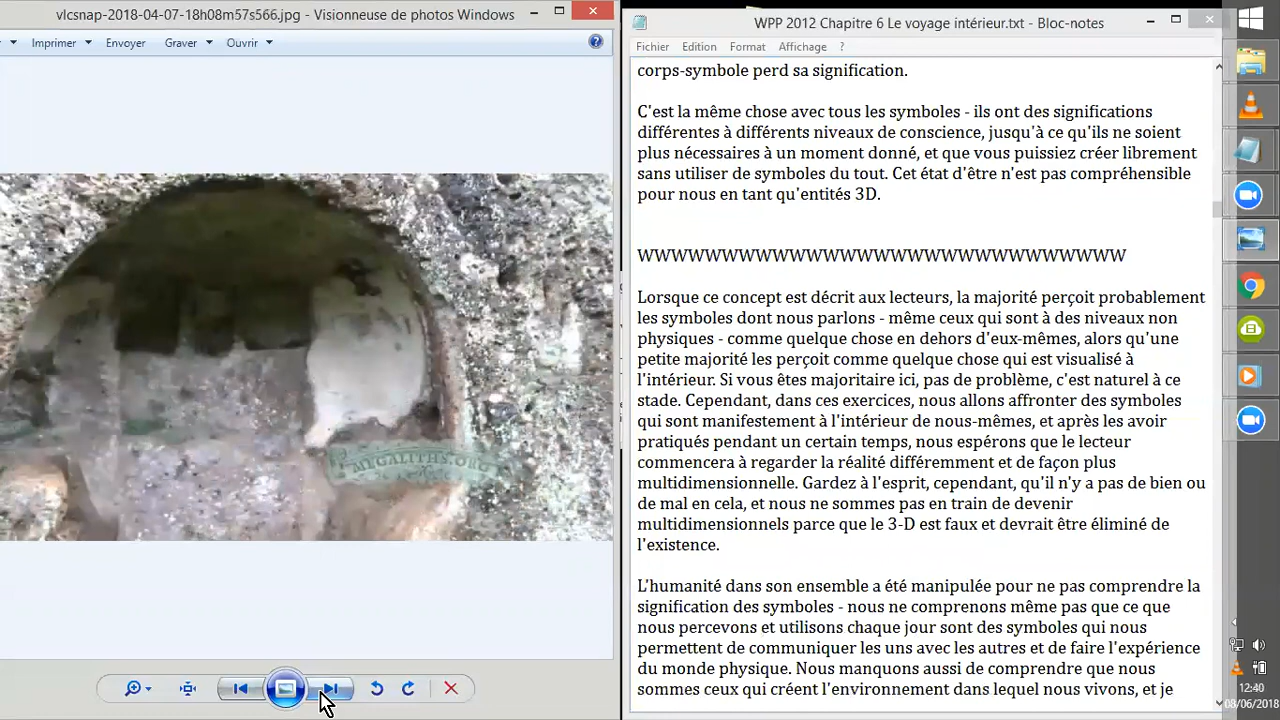 vlcsnap-2018-04-07-18h08m57s566.jpg - Visionneuse de photos Windows
Imprimer
Envoyer
Graver
Ouvrir
MEGALITHS.ORG
WPP 2012 Chapitre 6 Le voyage intérieur.txt - Bloc-notes
Fichier Edition Format Affichage ?
corps-symbole perd sa signification.
C'est la même chose avec tous les symboles - ils ont des significations
différentes à différents niveaux de conscience, jusqu'à ce qu'ils ne soient
plus nécessaires à un moment donné, et que vous puissiez créer librement
sans utiliser de symboles du tout. Cet état d'être n'est pas compréhensible
pour nous en tant qu'entités 3D.
WWWWWWWWWWWWWWWWWWWWWWWWWWWWW
Lorsque ce concept est décrit aux lecteurs, la majorité perçoit probablement
les symboles dont nous parlons - même ceux qui sont à des niveaux non
physiques - comme quelque chose en dehors d'eux-mêmes, alors qu'une
petite majorité les perçoit comme quelque chose qui est visualisé à
l'intérieur. Si vous êtes majoritaire ici, pas de problème, c'est naturel à ce
stade. Cependant, dans ces exercices, nous allons affronter des symboles
qui sont manifestement à l'intérieur de nous-mêmes, et après les avoir
pratiqués pendant un certain temps, nous espérons que le lecteur
commencera à regarder la réalité différemment et de façon plus
multidimensionnelle. Gardez à l'esprit, cependant, qu'il n'y a pas de bien ou
de mal en cela, et nous ne sommes pas en train de devenir
multidimensionnels parce que le 3-D est faux et devrait être éliminé de
l'existence.
L'humanité dans son ensemble a été manipulée pour ne pas comprendre la
signification des symboles - nous ne comprenons même pas que ce que
nous percevons et utilisons chaque jour sont des symboles qui nous
permettent de communiquer les uns avec les autres et de faire l'expérience
du monde physique. Nous manquons aussi de comprendre que nous
sommes ceux qui créent l'environnement dans lequel nous vivons, et je
12:40
08/06/2018